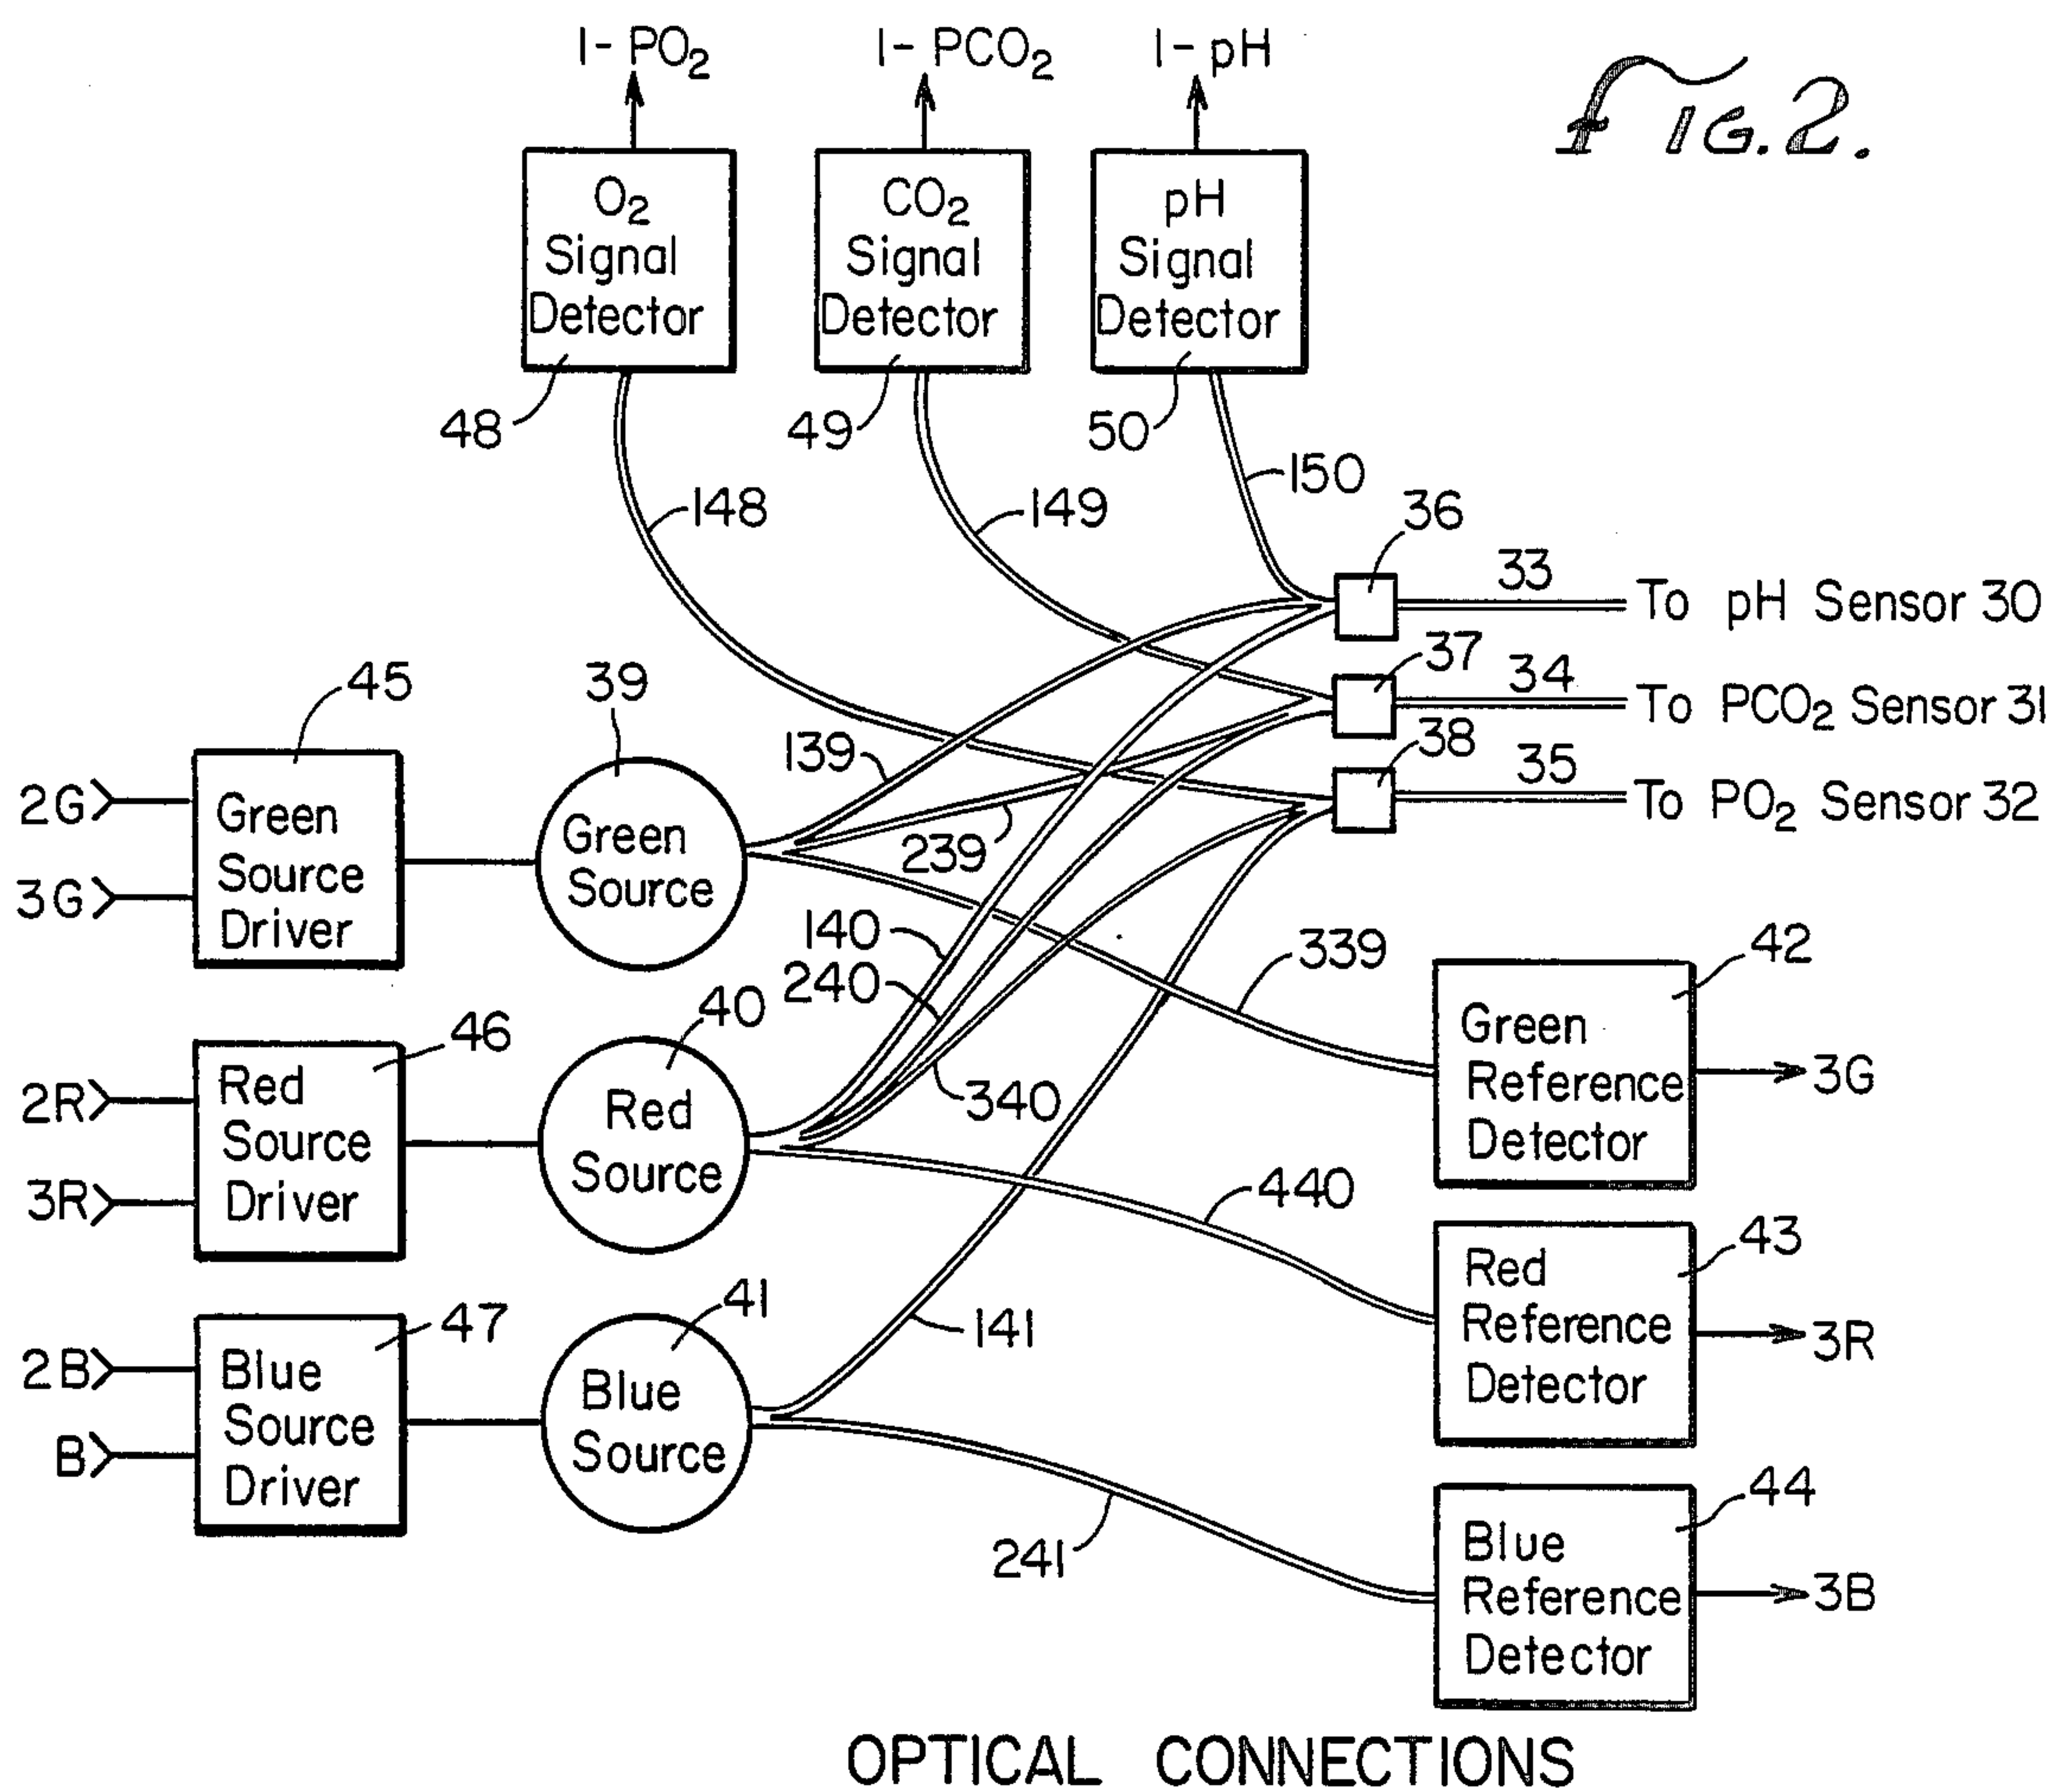 1-PO₂
1-PCO₂
1-pH
FIG. 2.
O₂
Signal
Detector
CO₂
Signal
Detector
pH
Signal
Detector
48
49
50
148
149
150
36
33
To pH Sensor 30
37
34
To PCO₂ Sensor 31
38
35
To PO₂ Sensor 32
45
39
139
239
2G
3G
Green
Source
Driver
Green
Source
140
240
339
42
Green
Reference
Detector
3G
46
40
340
2R
3R
Red
Source
Driver
Red
Source
440
43
Red
Reference
Detector
3R
47
41
141
2B
B
Blue
Source
Driver
Blue
Source
241
44
Blue
Reference
Detector
3B
OPTICAL CONNECTIONS